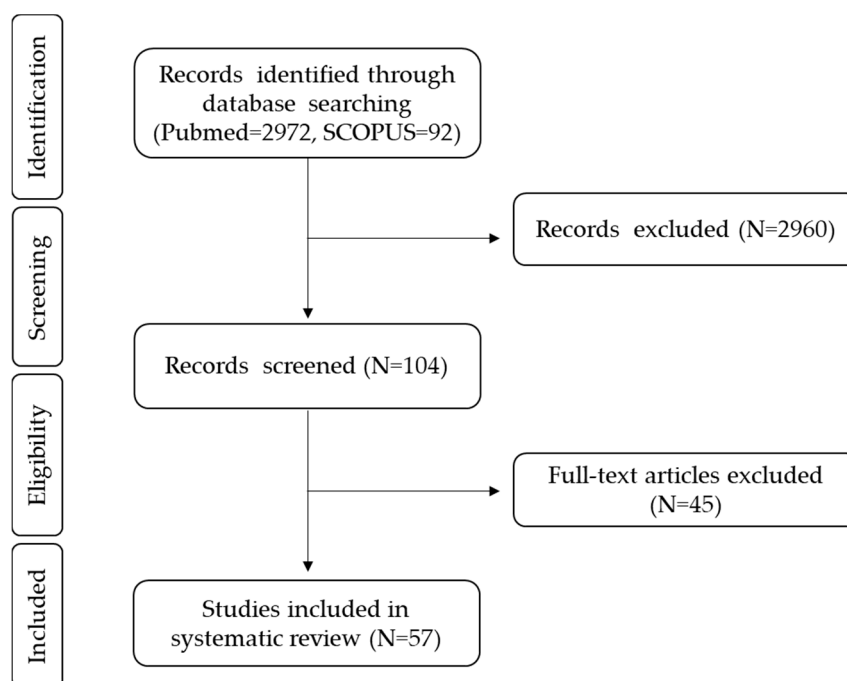 Identification
Records identified through
database searching
(Pubmed=2972, SCOPUS=92)
Screening
Records excluded (N=2960)
Records screened (N=104)
Eligibility
Full-text articles excluded
(N=45)
Included
Studies included in
systematic review (N=57)